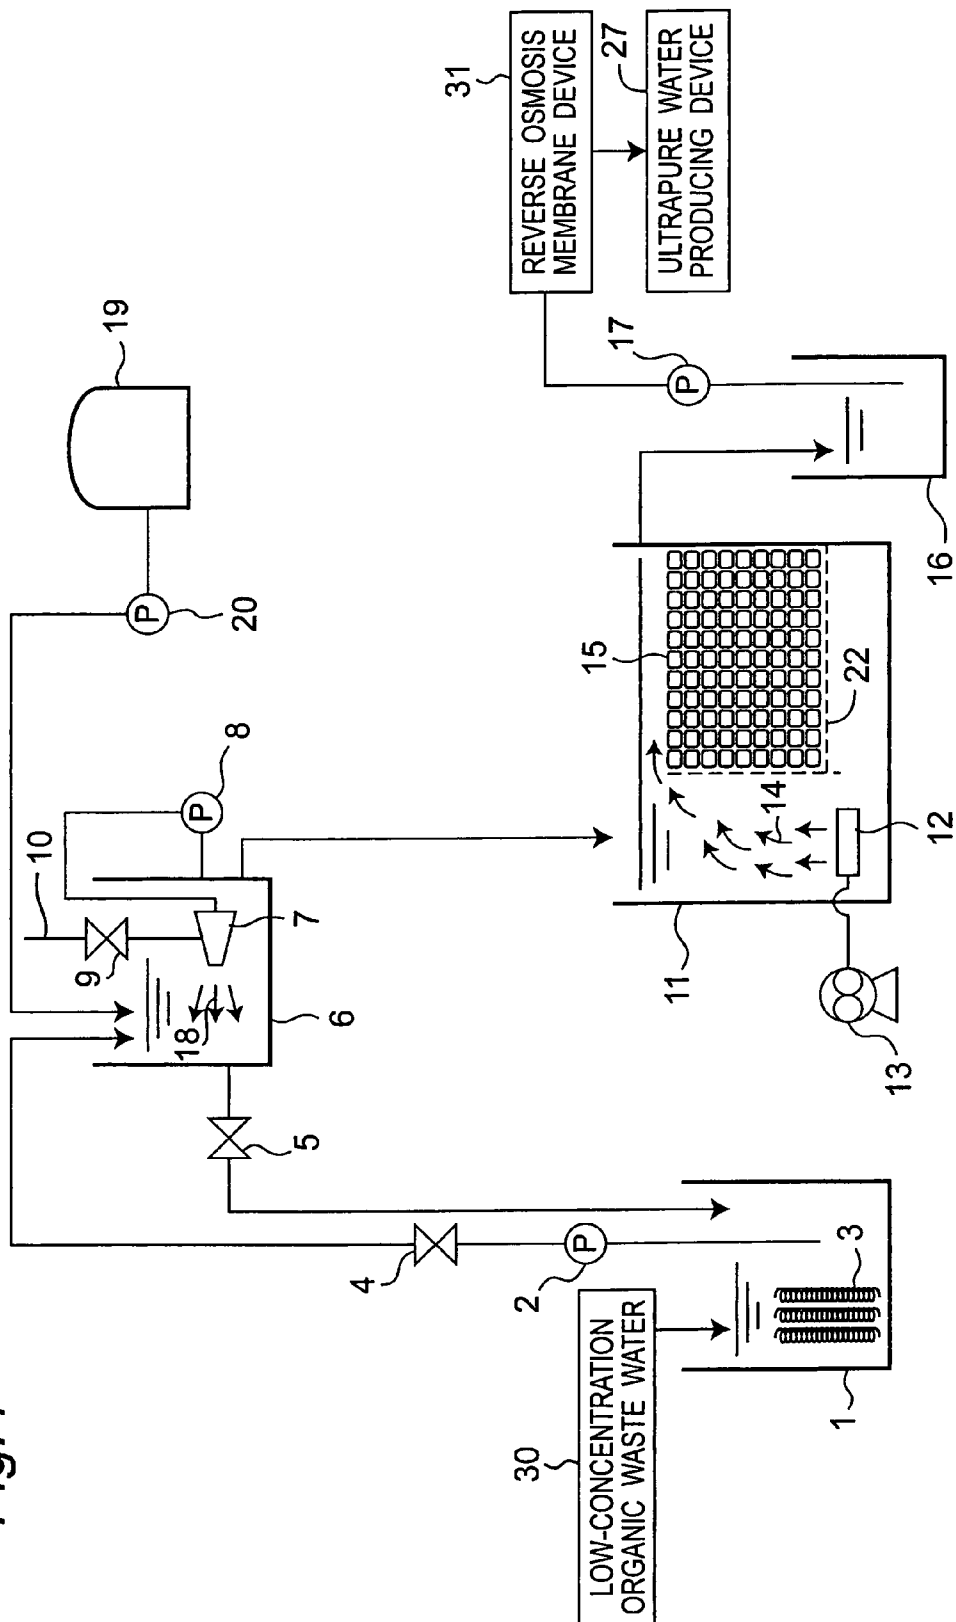 Fig.
19
20
10
8
9
7
18
6
5
4
2
P
P
P
31
REVERSE OSMOSIS
MEMBRANE DEVICE
27
ULTRAPURE WATER
PRODUCING DEVICE
17
P
30
LOW-CONCENTRATION
ORGANIC WASTE WATER
3
1
15
14
22
12
11
13
16